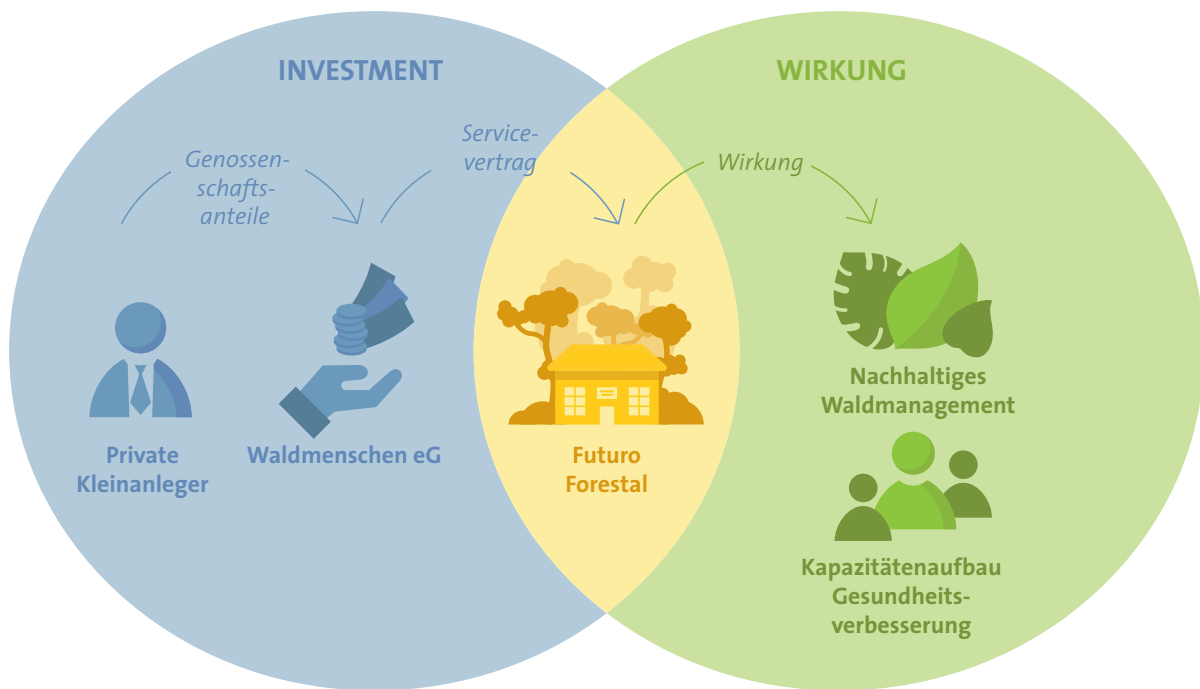 INVESTMENT
WIRKUNG
Genossen-
schafts-
anteile
Service-
vertrag
Wirkung
Private
Kleinanleger
Waldmenschen eG
Futuro
Forestal
Nachhaltiges
Waldmanagement
Kapazitätenaufbau
Gesundheits-
verbesserung